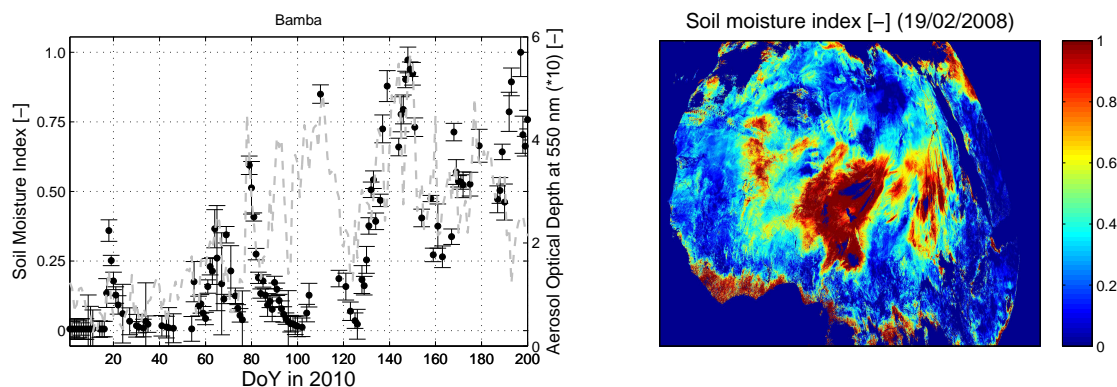 Bamba
Soil Moisture Index [−]
1.0
0.75
0.50
0.25
0
20 40 60 80 100 120 140 160 180 200
DoY in 2010
6
4
2
0
Aerosol Optical Depth at 550 nm (*10) [−]
Soil moisture index [−] (19/02/2008)
1
0.8
0.6
0.4
0.2
0